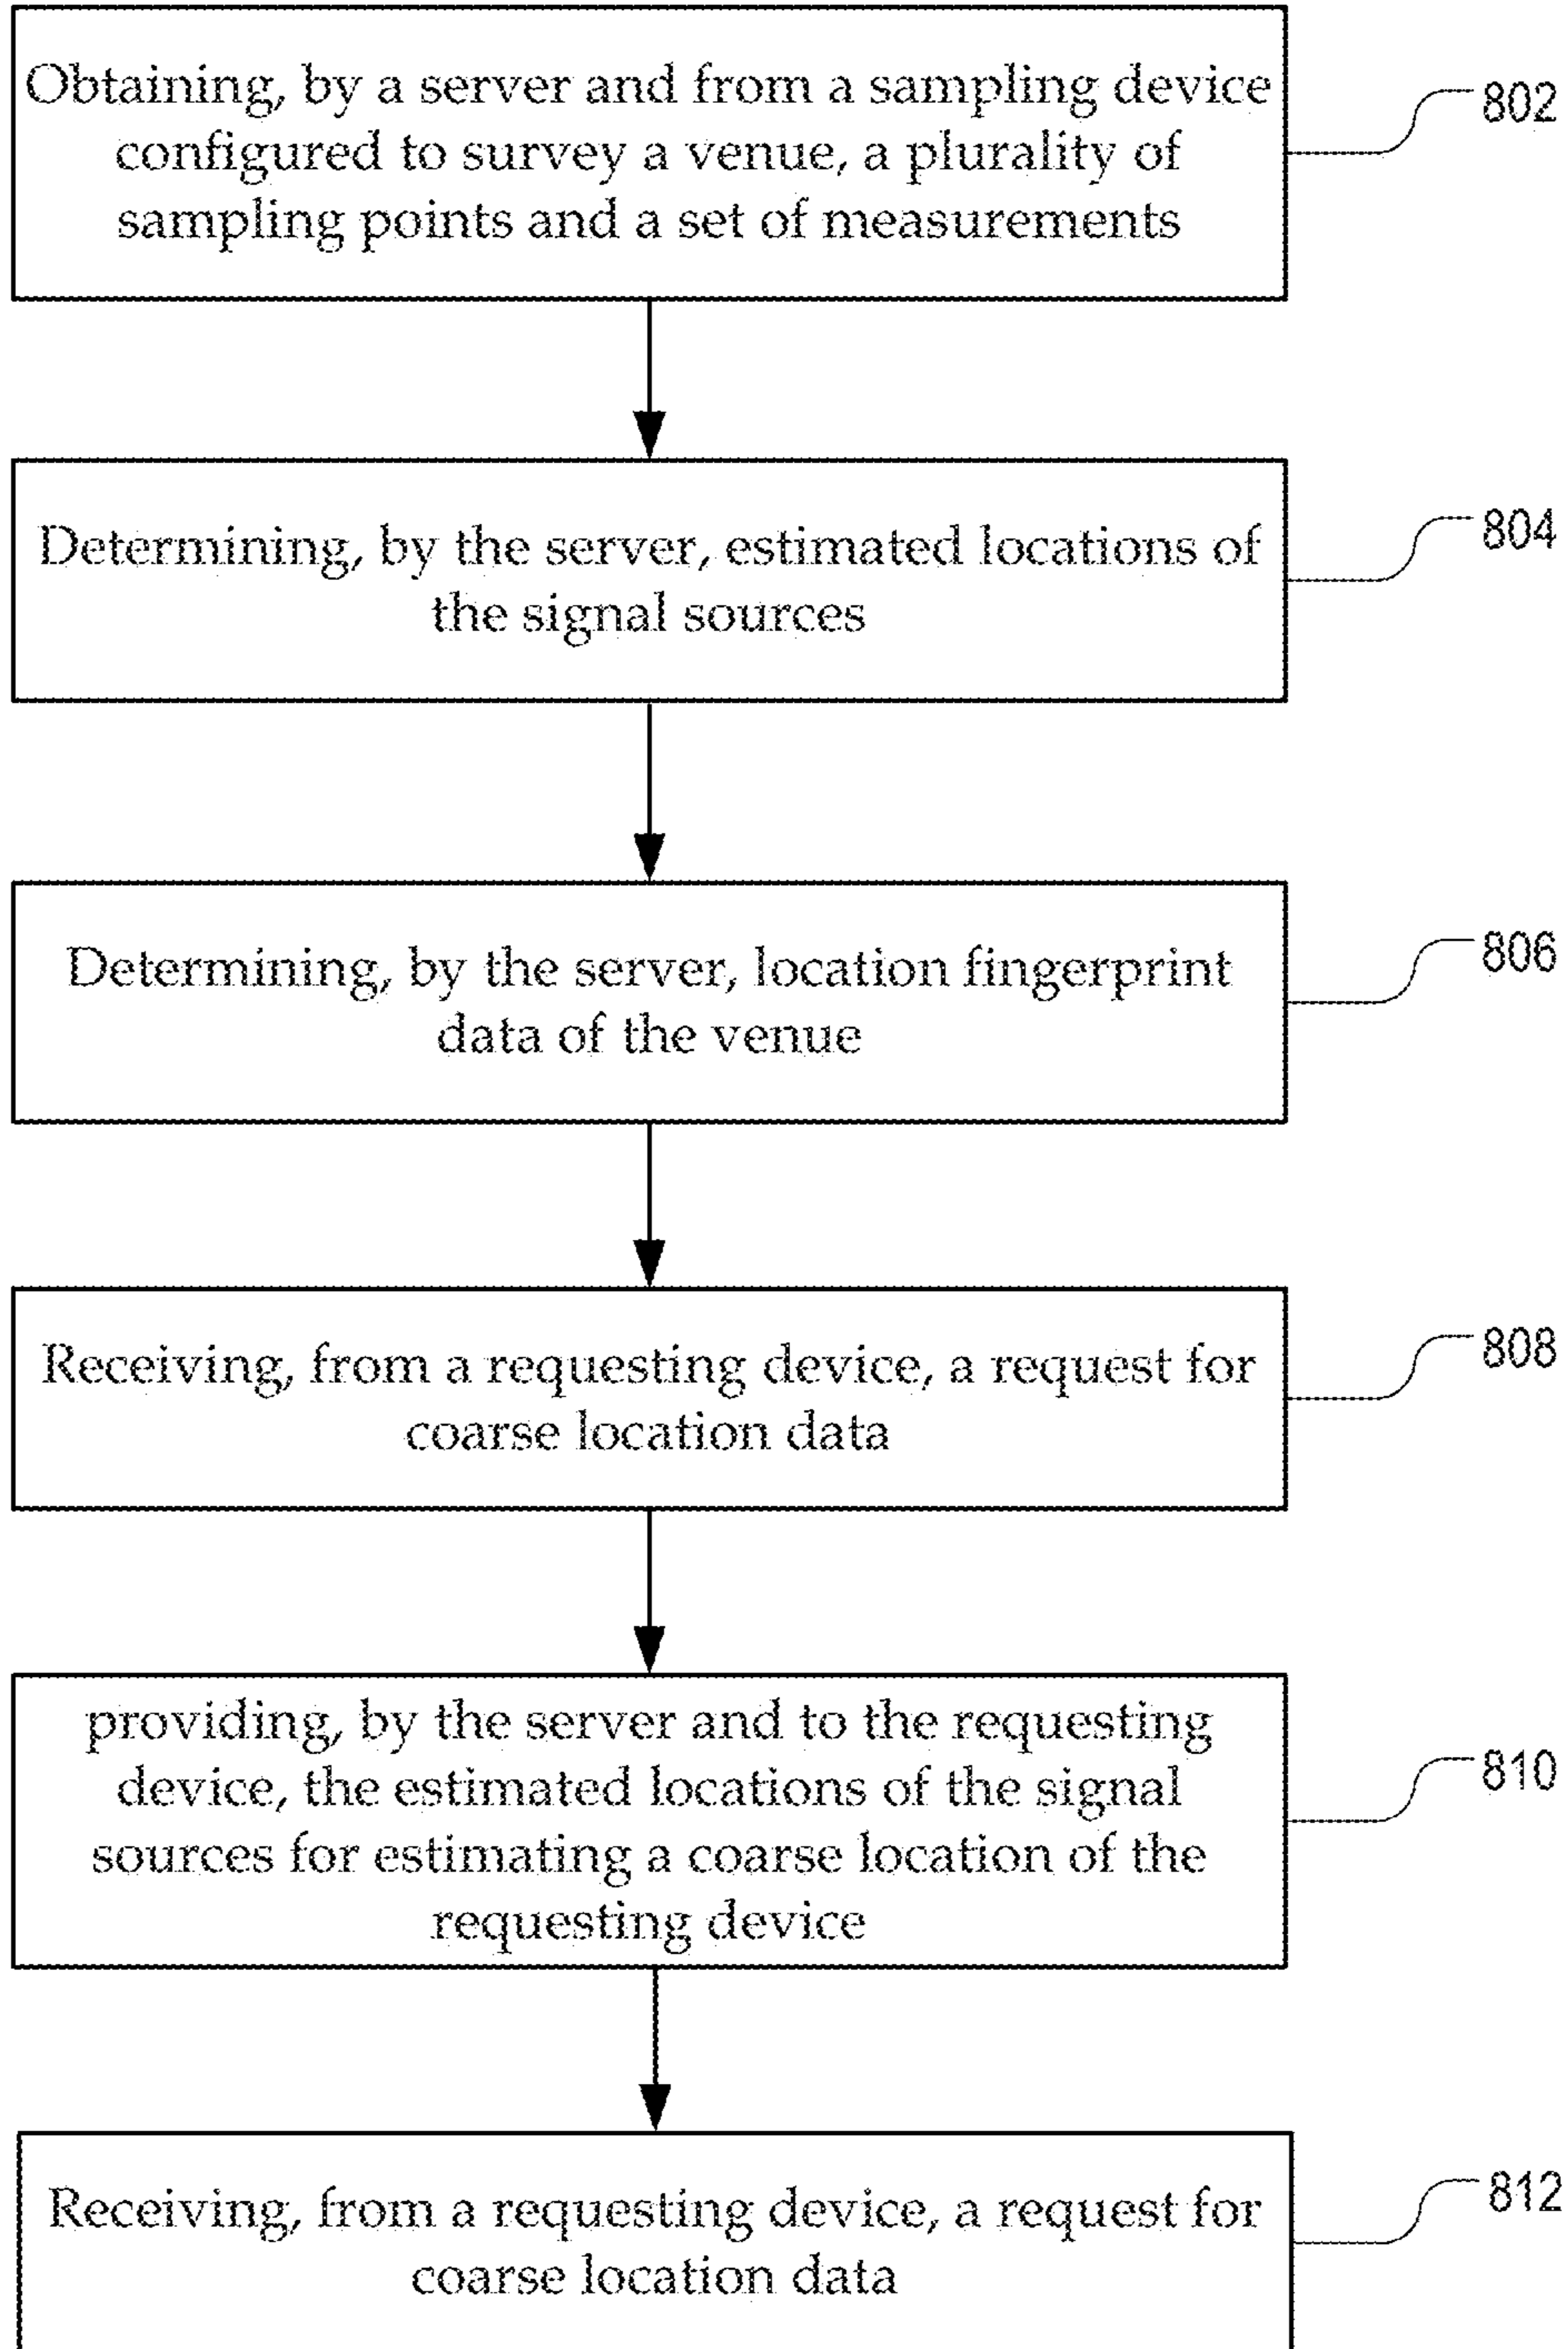 Obtaining, by a server and from a sampling device
configured to survey a venue, a plurality of
sampling points and a set of measurements
802
Determining, by the server, estimated locations of
the signal sources
804
Determining, by the server, location fingerprint
data of the venue
806
Receiving, from a requesting device, a request for
coarse location data
808
providing, by the server and to the requesting
device, the estimated locations of the signal
sources for estimating a coarse location of the
requesting device
810
Receiving, from a requesting device, a request for
coarse location data
812